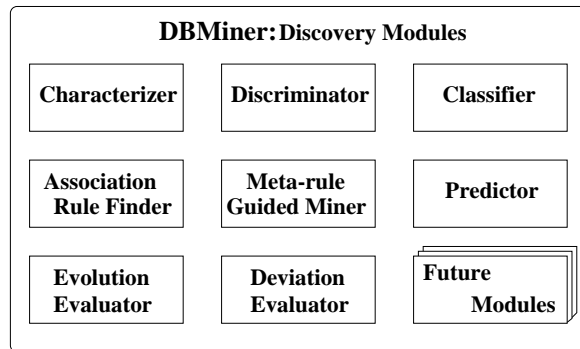 DBMiner: Discovery Modules
Characterizer
Discriminator
Classifier
Association
Rule Finder
Meta-rule
Guided Miner
Predictor
Evolution
Evaluator
Deviation
Evaluator
Future
Modules